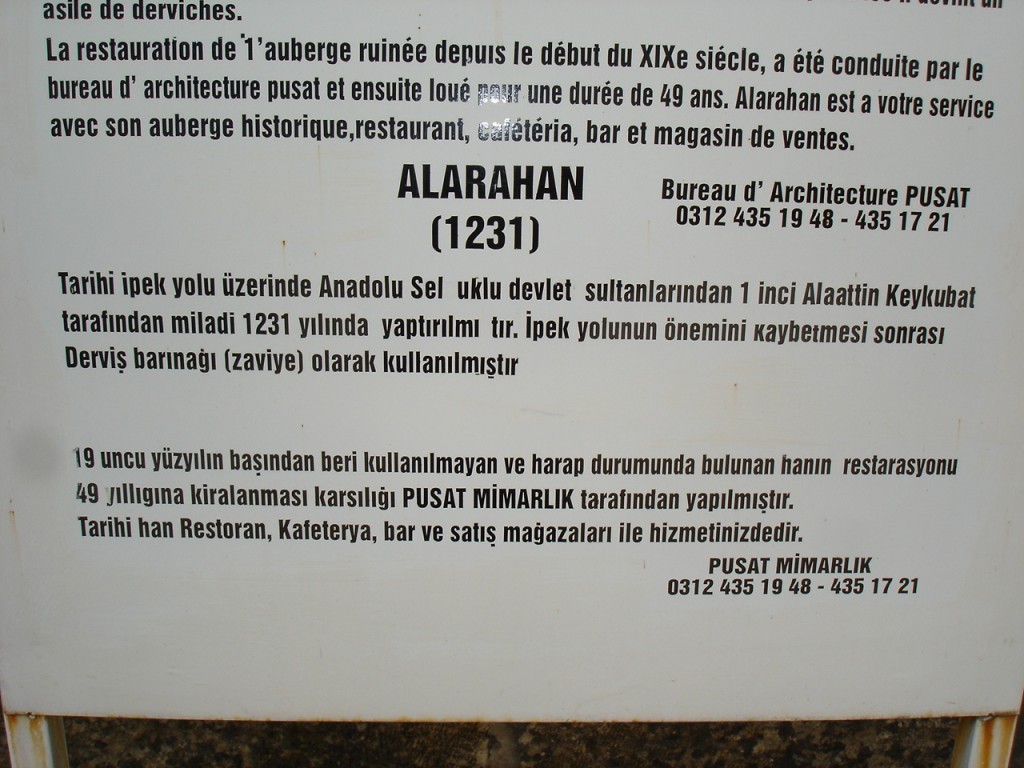 asile de derviches.
La restauration de 1'auberge ruinée depuis le début du XIXe siécle, a été conduite par le
bureau d' architecture pusat et ensuite loué pour une durée de 49 ans. Alarahan est a votre service
avec son auberge historique,restaurant, cafétéria, bar et magasin de ventes.
ALARAHAN
(1231)
Bureau d' Architecture PUSAT
0312 435 19 48 - 435 17 21
Tarihi ipek yolu üzerinde Anadolu Sel uklu devlet sultanlarından 1 inci Alaattin Keykubat
tarafından miladi 1231 yılında yaptırılmı tır. İpek yolunun önemini kaybetmesi sonrası
Derviş barınağı (zaviye) olarak kullanılmıştır
19 uncu yüzyılın başından beri kullanılmayan ve harap durumunda bulunan hanın restarasyonu
49 yıllıgına kiralanması karsılığı PUSAT MİMARLIK tarafından yapılmıştır.
Tarihi han Restoran, Kafeterya, bar ve satış mağazaları ile hizmetinizdedir.
PUSAT MİMARLIK
0312 435 19 48 - 435 17 21